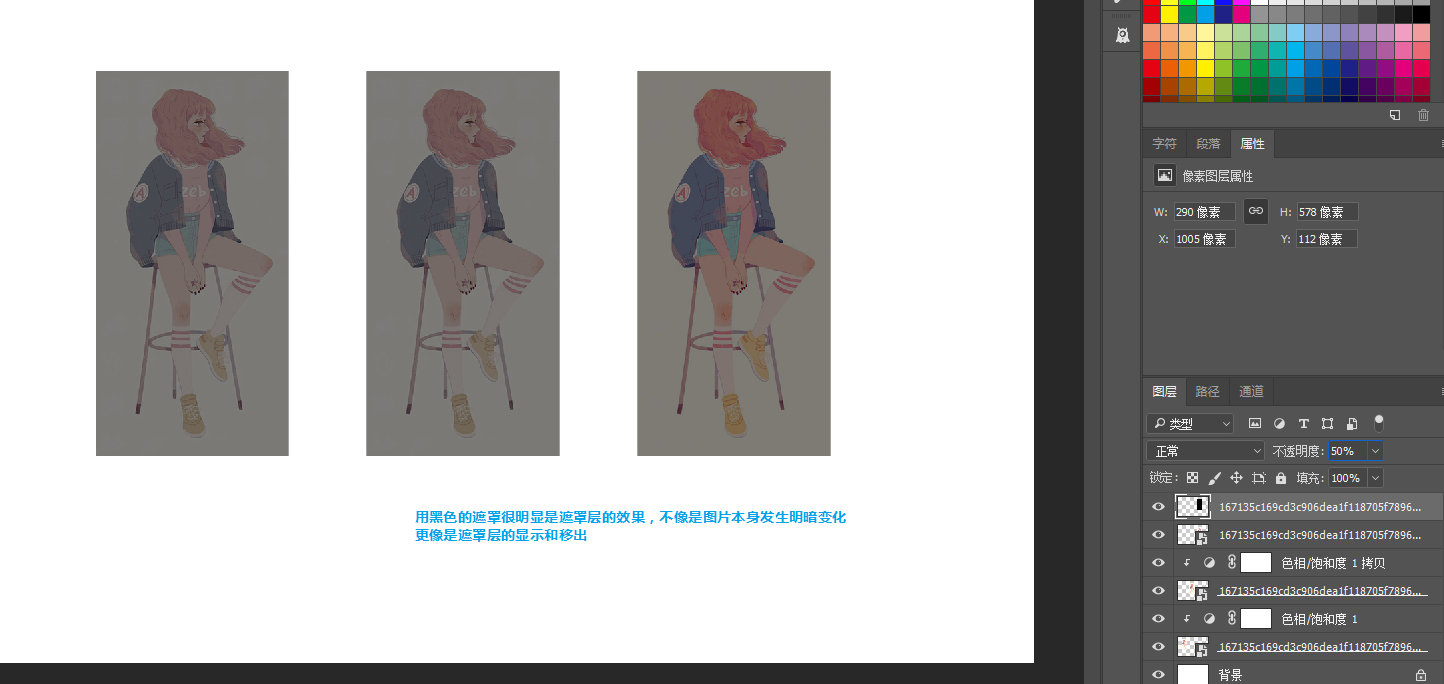 字符 段落 属性
像素图层属性
W: 290 像素 H: 578 像素
X: 1005 像素 Y: 112 像素
A zeb
A zeb
A zeb
用黑色的遮罩很明显是遮罩层的效果，不像是图片本身发生明暗变化
更像是遮罩层的显示和移出
图层 路径 通道
类型
正常 不透明度: 50%
锁定: 填充: 100%
167135c169cd3c906dea1f118705f7896...
167135c169cd3c906dea1f118705f7896...
色相/饱和度 1 拷贝
167135c169cd3c906dea1f118705f7896...
色相/饱和度 1
167135c169cd3c906dea1f118705f7896...
背景